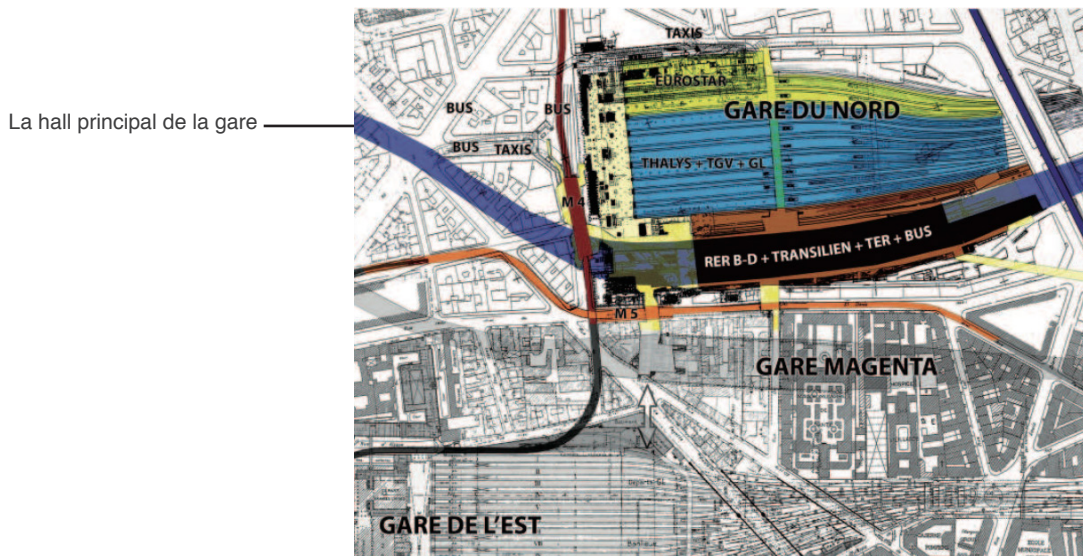 La hall principal de la gare
TAXIS
EUROSTAR
BUS
BUS
GARE DU NORD
BUS
TAXIS
THALYS + TGV + GL
M 4
RER B-D + TRANSILIEN + TER + BUS
M 5
GARE MAGENTA
GARE DE L'EST